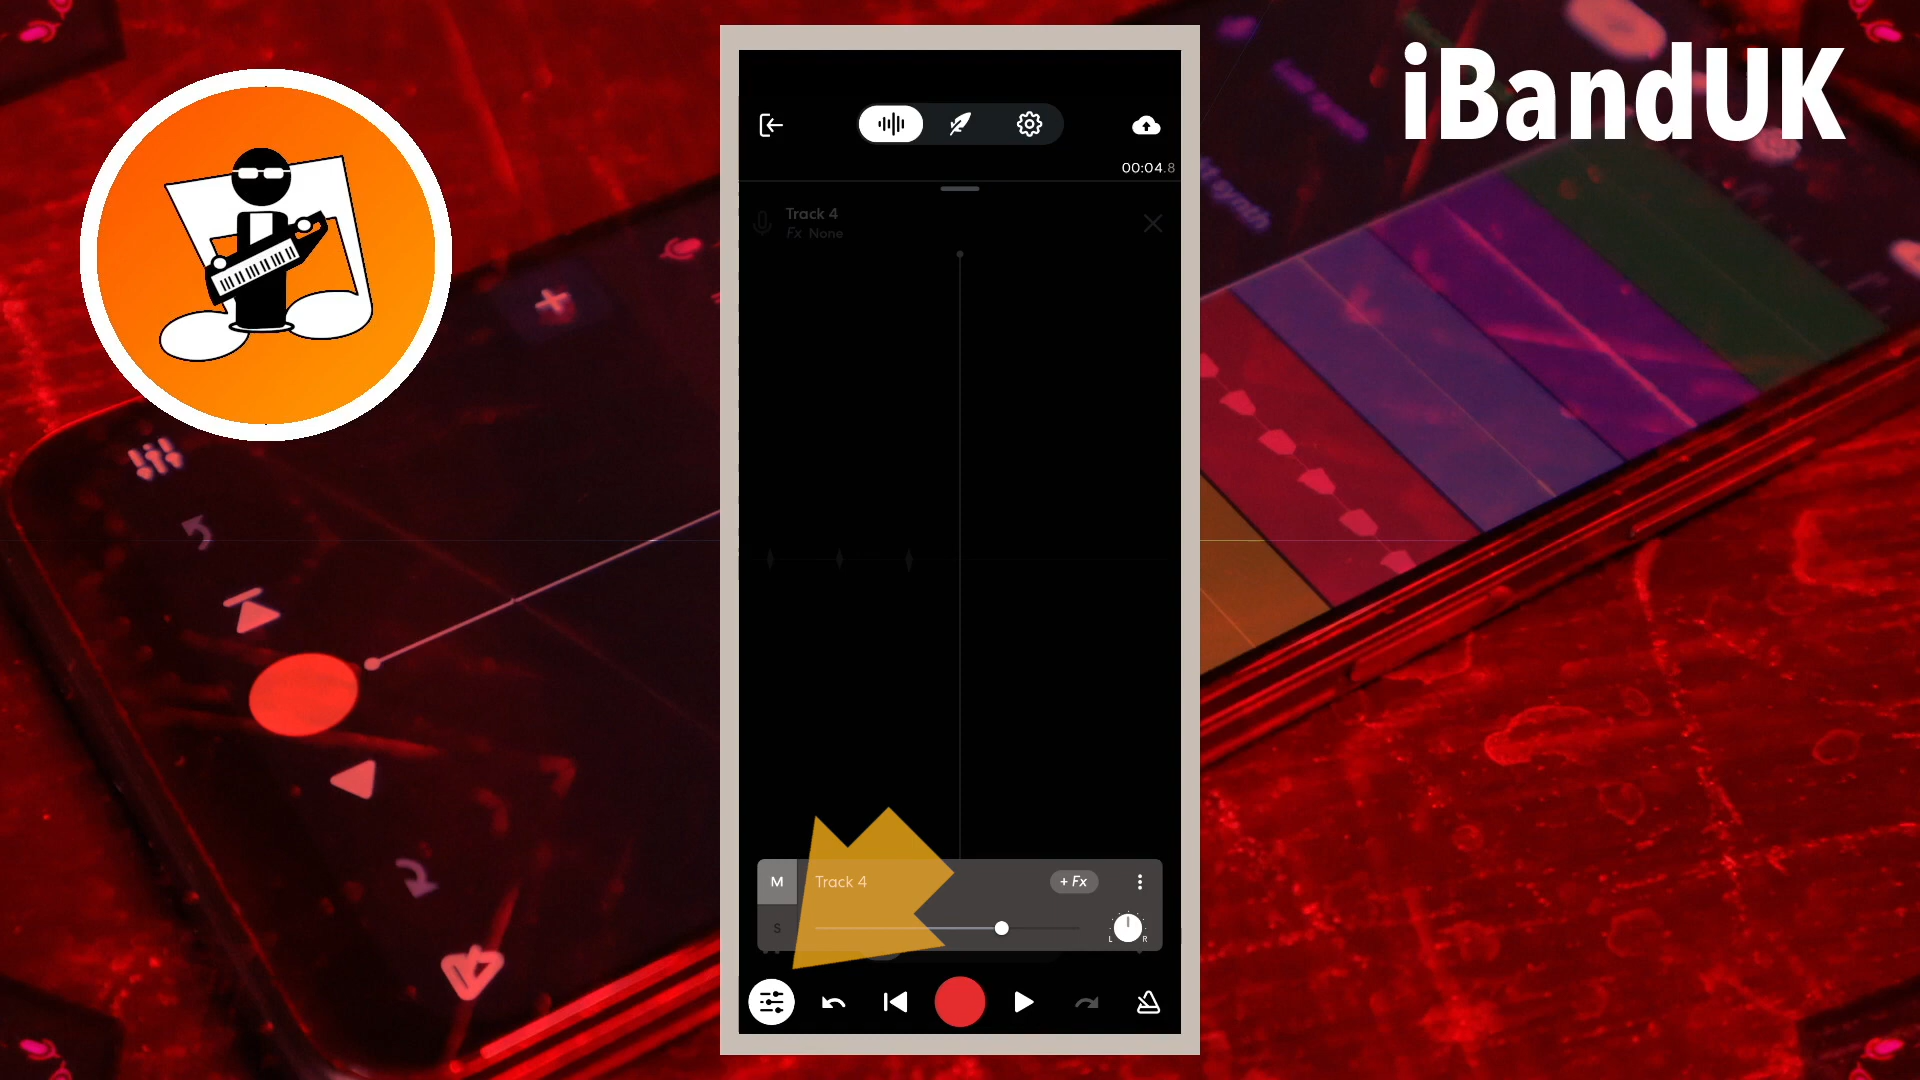 iBandUK
00:04.8
Track 4
Fx None
M
Track 4
+ Fx
S
L
R